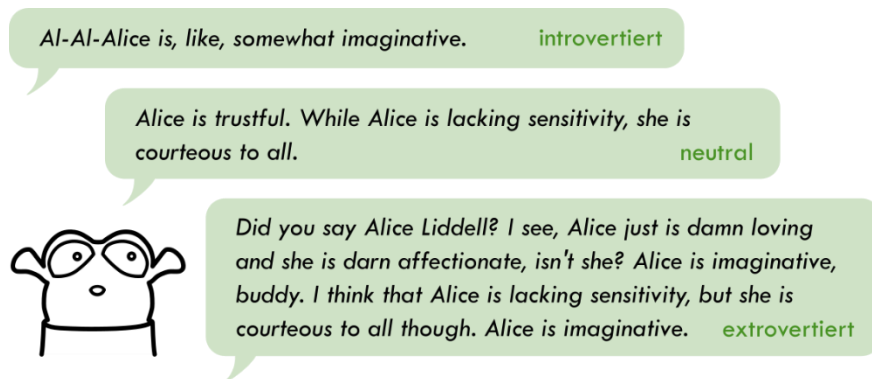 Al-Al-Alice is, like, somewhat imaginative. introvertiert
Alice is trustful. While Alice is lacking sensitivity, she is
courteous to all. neutral
Did you say Alice Liddell? I see, Alice just is damn loving
and she is darn affectionate, isn't she? Alice is imaginative,
buddy. I think that Alice is lacking sensitivity, but she is
courteous to all though. Alice is imaginative. extrovertiert